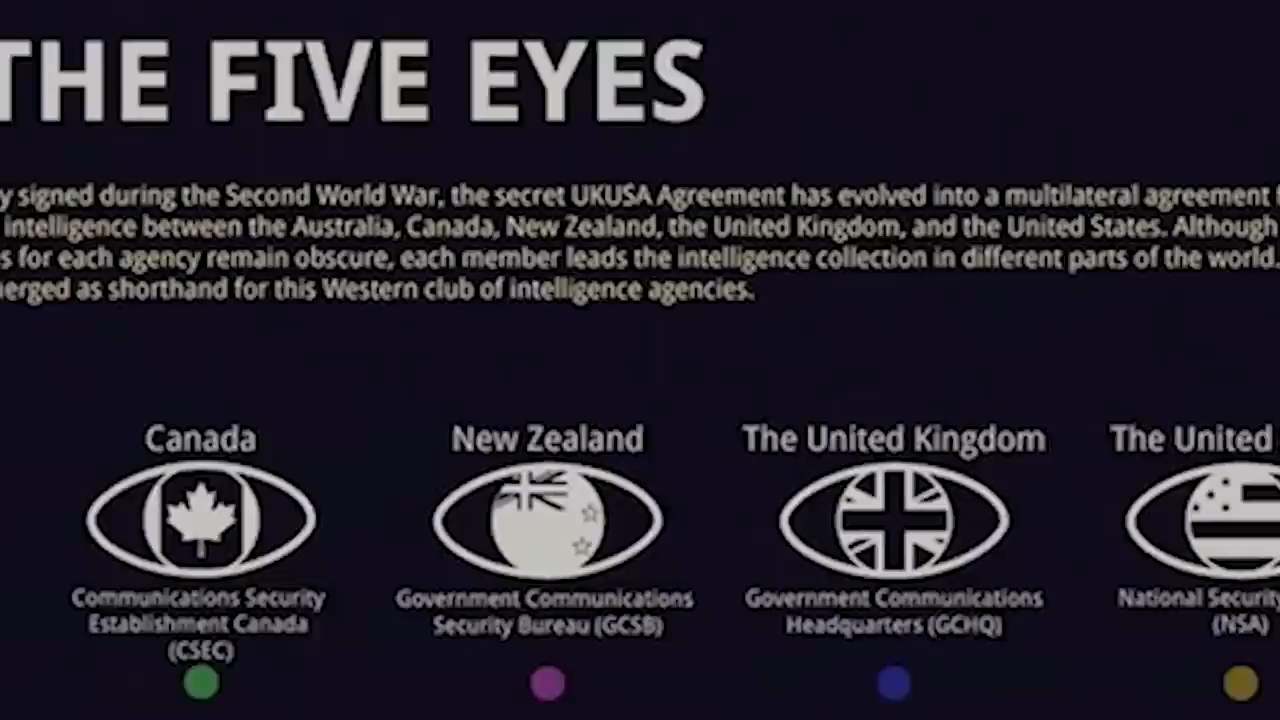 THE FIVE EYES
y signed during the Second World War, the secret UKUSA Agreement has evolved into a multilateral agreement
intelligence between the Australia, Canada, New Zealand, the United Kingdom, and the United States. Although
s for each agency remain obscure, each member leads the intelligence collection in different parts of the world.
erged as shorthand for this Western club of intelligence agencies.
Canada
New Zealand
The United Kingdom
The United
Communications Security
Establishment Canada
(CSEC)
Government Communications
Security Bureau (GCSB)
Government Communications
Headquarters (GCHQ)
National Security
(NSA)